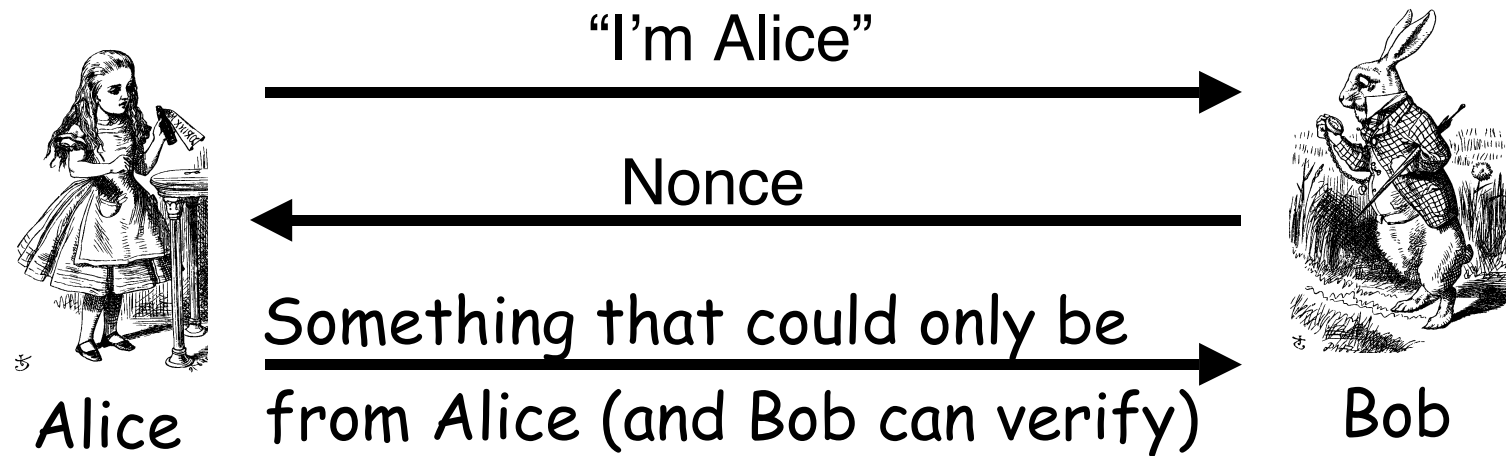 “I’m Alice”
Nonce
Something that could only be
from Alice (and Bob can verify)
Alice
Bob